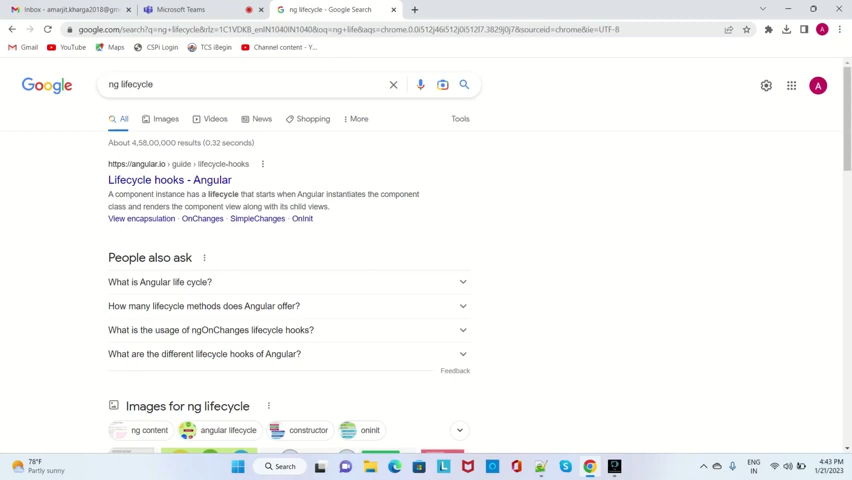 Inbox - amarjit.kharga2018@gm
Microsoft Teams
ng lifecycle - Google Search
google.com/search?q=ng+lifecycle&rlz=1C1VDKB_enIN1040IN1040&oq=ng+life&aqs=chrome.0.0i512j46i512j0i512l7.3829j0j7&sourceid=chrome&ie=UTF-8
Gmail
YouTube
Maps
CSPi Login
TCS iBegin
Channel content - Y...
A
Google
ng lifecycle
A
All
Images
Videos
News
Shopping
More
Tools
About 4,58,00,000 results (0.32 seconds)
https://angular.io › guide › lifecycle-hooks
Lifecycle hooks - Angular
A component instance has a lifecycle that starts when Angular instantiates the component
class and renders the component view along with its child views.
View encapsulation · OnChanges · SimpleChanges · OnInit
People also ask
What is Angular life cycle?
How many lifecycle methods does Angular offer?
What is the usage of ngOnChanges lifecycle hooks?
What are the different lifecycle hooks of Angular?
Feedback
Images for ng lifecycle
ng content
angular lifecycle
constructor
oninit
78°F
Partly sunny
Search
ENG
IN
4:43 PM
1/21/2023